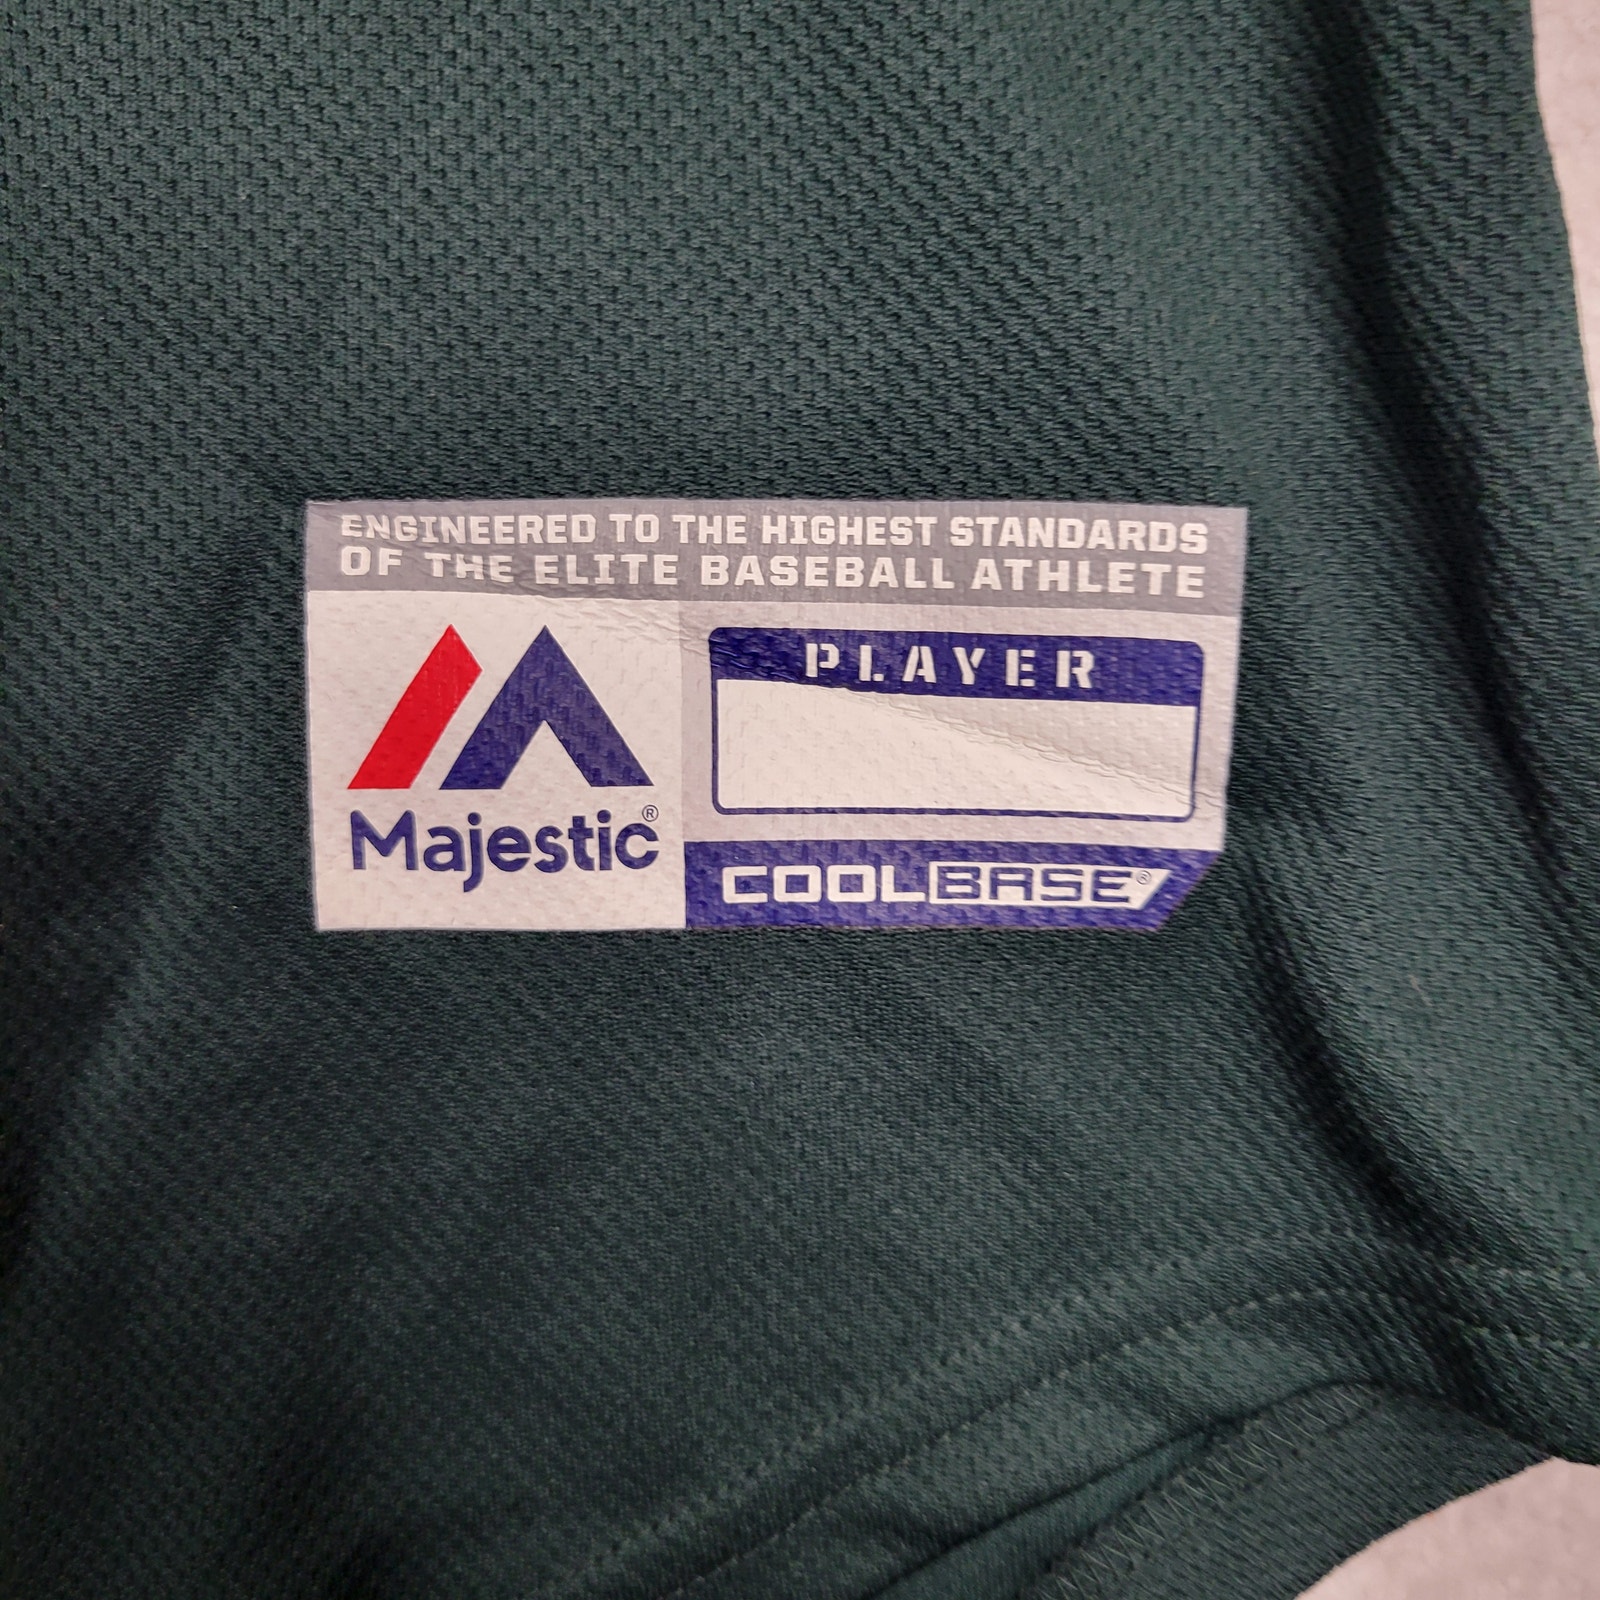 ENGINEERED TO THE HIGHEST STANDARDS
OF THE ELITE BASEBALL ATHLETE
PLAYER
Majestic®
COOLBASE®